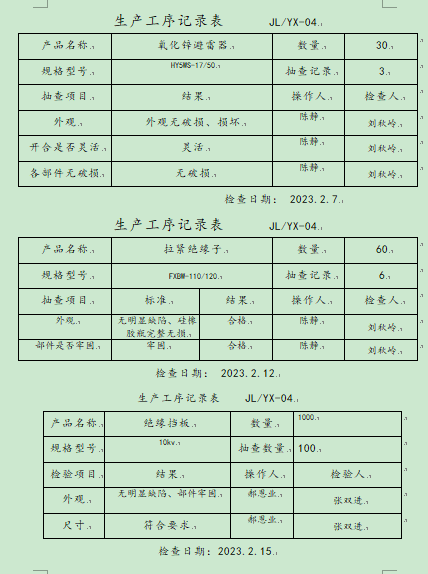 生产工序记录表 JL/YX-04
产品名称 氧化锌避雷器 数量 30
规格型号 HY5WS-17/50 抽查记录 3
抽查项目 结果 操作人 检查人
外观 外观无破损、损坏 陈静 刘秋岭
开合是否灵活 灵活 陈静 刘秋岭
各部件无破损 无破损 陈静 刘秋岭
检查日期: 2023.2.7
生产工序记录表 JL/YX-04
产品名称 拉紧绝缘子 数量 60
规格型号 FXBW-110/120 抽查记录 6
抽查项目 标准 结果 操作人 检查人
外观 无明显缺陷、硅橡 合格 陈静 刘秋岭
胶瓶完整无损
部件是否牢固 牢固 合格 陈静 刘秋岭
检查日期: 2023.2.12
生产工序记录表 JL/YX-04
产品名称 绝缘挡板 数量 1000
规格型号 10kv 抽查数量 100
检验项目 结果 操作人 检验人
外观 无明显缺陷、部件牢固 郝恩业 张双进
尺寸 符合要求 郝恩业 张双进
检查日期:2023.2.15